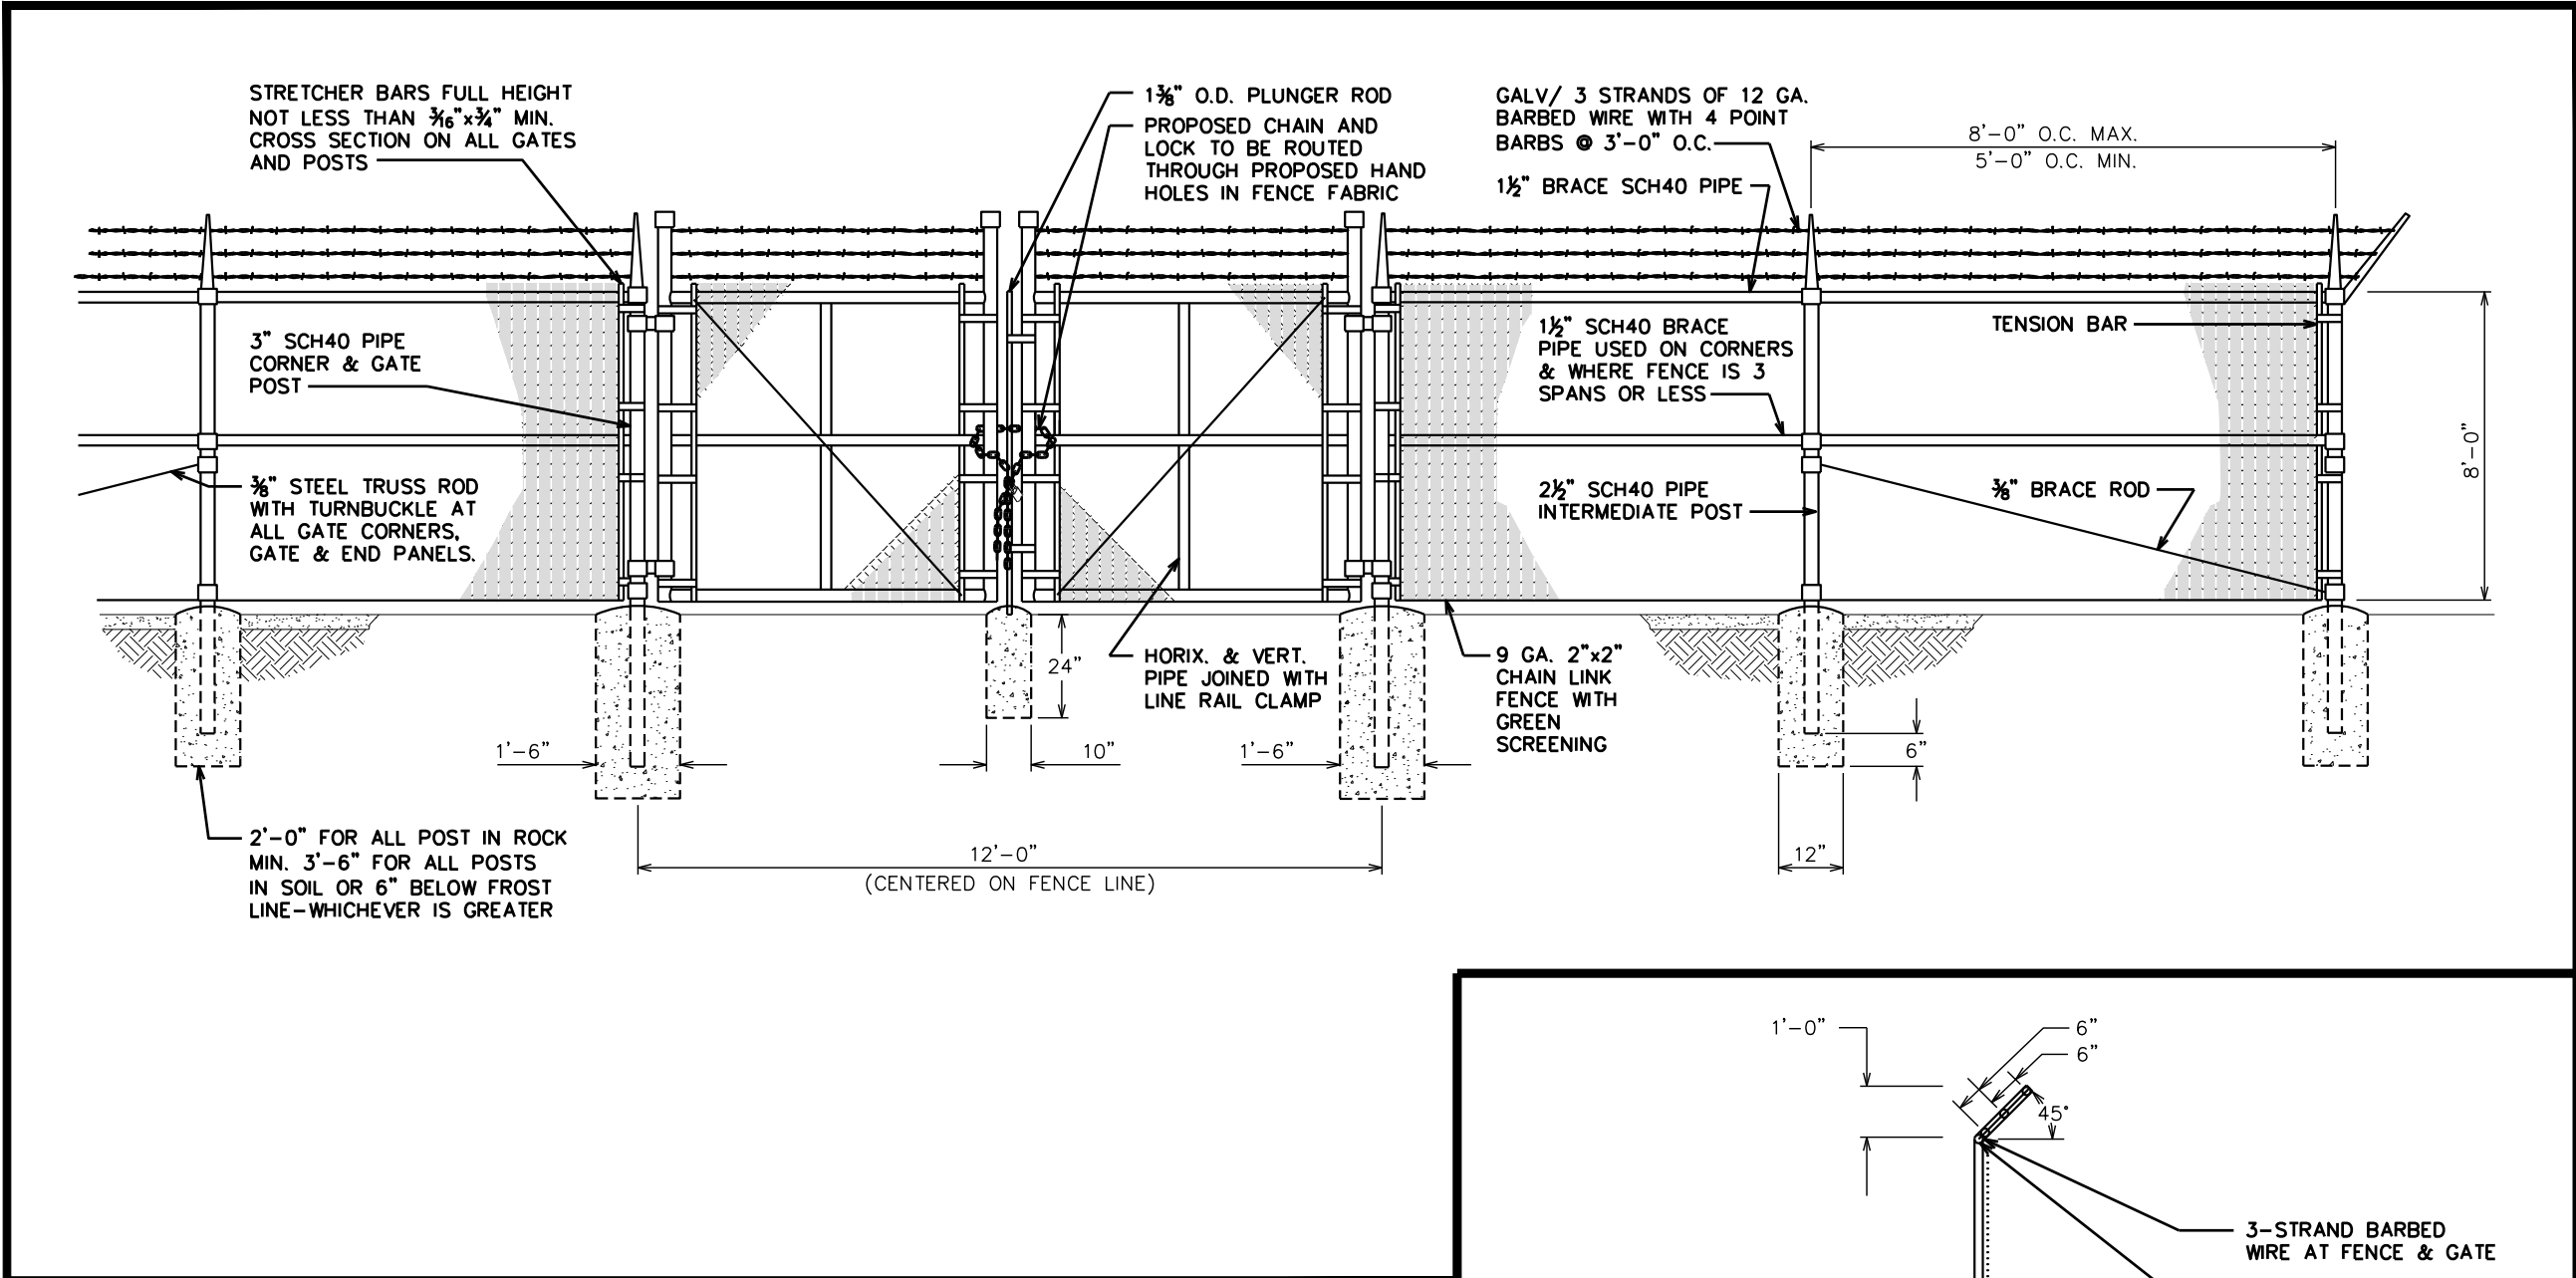 STRETCHER BARS FULL HEIGHT
NOT LESS THAN 3/16"x3/4" MIN.
CROSS SECTION ON ALL GATES
AND POSTS
1 3/8" O.D. PLUNGER ROD
PROPOSED CHAIN AND
LOCK TO BE ROUTED
THROUGH PROPOSED HAND
HOLES IN FENCE FABRIC
GALV/ 3 STRANDS OF 12 GA.
BARBED WIRE WITH 4 POINT
BARBS @ 3'-0" O.C.
1 1/2" BRACE SCH40 PIPE
8'-0" O.C. MAX.
5'-0" O.C. MIN.
3" SCH40 PIPE
CORNER & GATE
POST
1 1/2" SCH40 BRACE
PIPE USED ON CORNERS
& WHERE FENCE IS 3
SPANS OR LESS
TENSION BAR
8'-0"
3/8" STEEL TRUSS ROD
WITH TURNBUCKLE AT
ALL GATE CORNERS,
GATE & END PANELS.
2 1/2" SCH40 PIPE
INTERMEDIATE POST
3/8" BRACE ROD
24"
HORIX. & VERT.
PIPE JOINED WITH
LINE RAIL CLAMP
9 GA. 2"x2"
CHAIN LINK
FENCE WITH
GREEN
SCREENING
1'-6"
10"
1'-6"
6"
2'-0" FOR ALL POST IN ROCK
MIN. 3'-6" FOR ALL POSTS
IN SOIL OR 6" BELOW FROST
LINE-WHICHEVER IS GREATER
12'-0"
(CENTERED ON FENCE LINE)
12"
1'-0"
6"
6"
45°
3-STRAND BARBED
WIRE AT FENCE & GATE